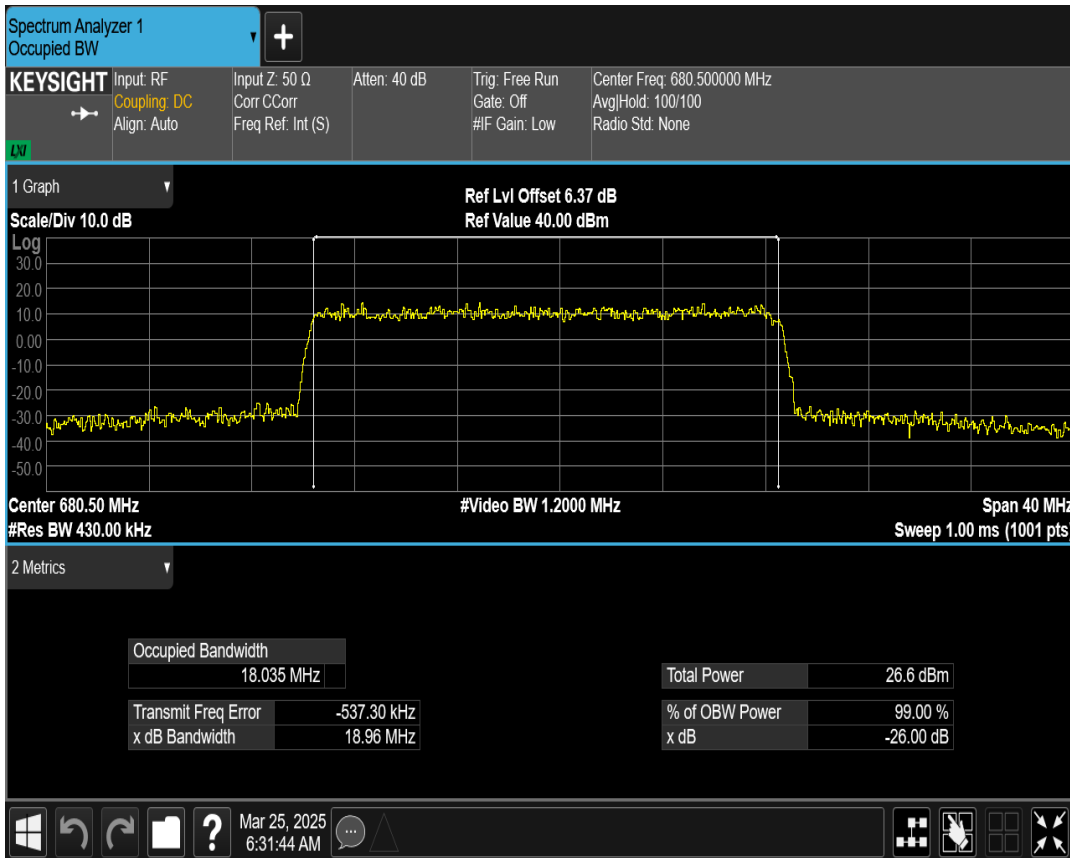 Spectrum Analyzer 1
Occupied BW
+
KEYSIGHT
LXI
Input: RF
Coupling: DC
Align: Auto
Input Z: 50 Ω
Corr CCorr
Freq Ref: Int (S)
Atten: 40 dB
Trig: Free Run
Gate: Off
#IF Gain: Low
Center Freq: 680.500000 MHz
Avg|Hold: 100/100
Radio Std: None
1 Graph
Scale/Div 10.0 dB
Ref Lvl Offset 6.37 dB
Ref Value 40.00 dBm
Log
30.0
20.0
10.0
0.00
-10.0
-20.0
-30.0
-40.0
-50.0
Center 680.50 MHz
#Video BW 1.2000 MHz
Span 40 MHz
#Res BW 430.00 kHz
Sweep 1.00 ms (1001 pts)
2 Metrics
Occupied Bandwidth
18.035 MHz
Transmit Freq Error -537.30 kHz
x dB Bandwidth 18.96 MHz
Total Power 26.6 dBm
% of OBW Power 99.00 %
x dB -26.00 dB
?
Mar 25, 2025
6:31:44 AM